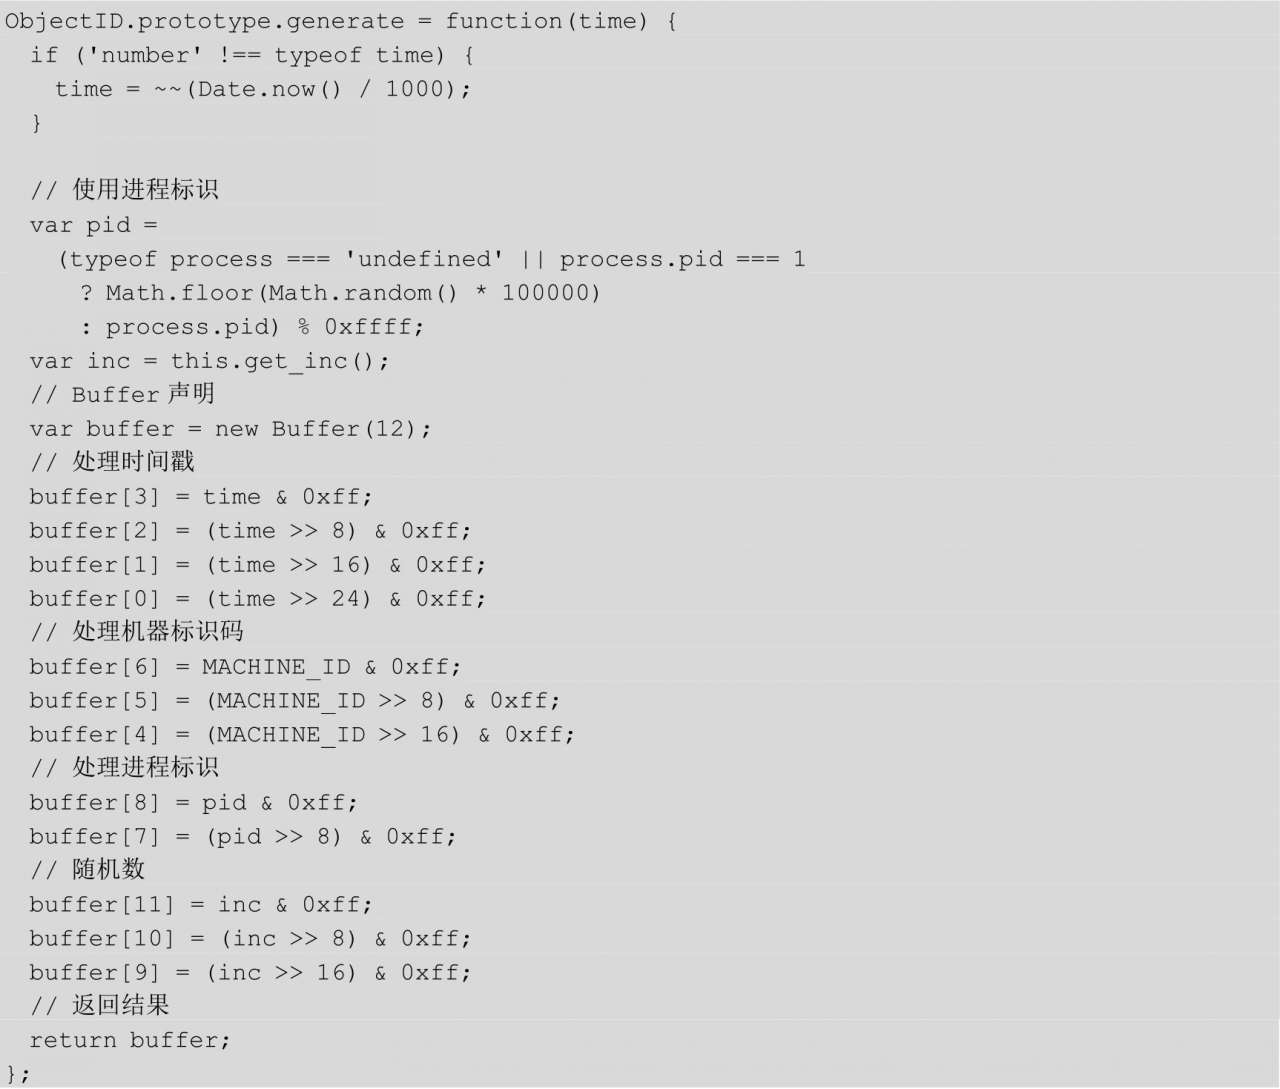 ObjectID.prototype.generate = function(time) {
  if ('number' !== typeof time) {
    time = ~~(Date.now() / 1000);
  }

  // 使用进程标识
  var pid =
    (typeof process === 'undefined' || process.pid === 1
      ? Math.floor(Math.random() * 100000)
      : process.pid) % 0xffff;
  var inc = this.get_inc();
  // Buffer 声明
  var buffer = new Buffer(12);
  // 处理时间戳
  buffer[3] = time & 0xff;
  buffer[2] = (time >> 8) & 0xff;
  buffer[1] = (time >> 16) & 0xff;
  buffer[0] = (time >> 24) & 0xff;
  // 处理机器标识码
  buffer[6] = MACHINE_ID & 0xff;
  buffer[5] = (MACHINE_ID >> 8) & 0xff;
  buffer[4] = (MACHINE_ID >> 16) & 0xff;
  // 处理进程标识
  buffer[8] = pid & 0xff;
  buffer[7] = (pid >> 8) & 0xff;
  // 随机数
  buffer[11] = inc & 0xff;
  buffer[10] = (inc >> 8) & 0xff;
  buffer[9] = (inc >> 16) & 0xff;
  // 返回结果
  return buffer;
};